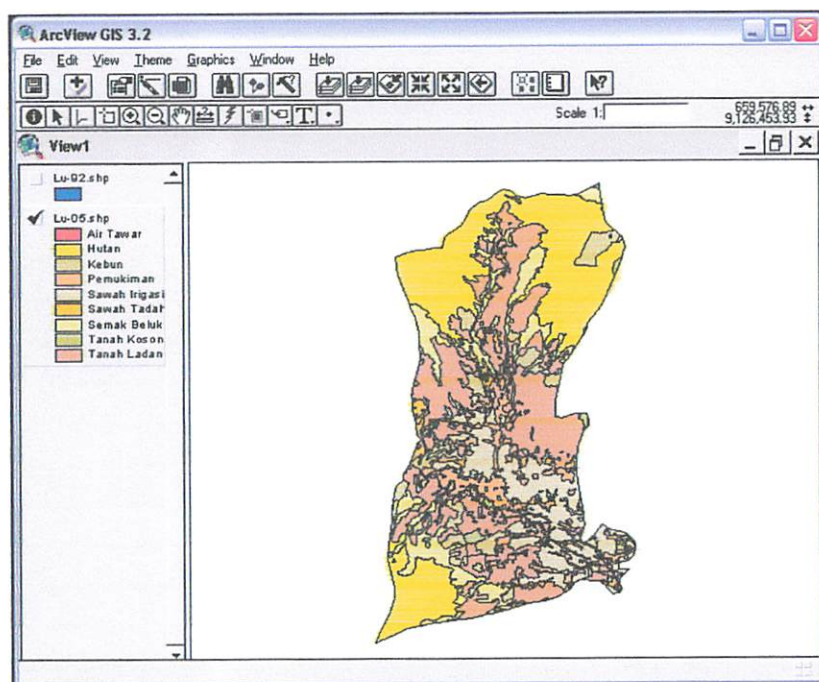 ArcView GIS 3.2
File Edit View Theme Graphics Window Help
Scale 1:
659,576.89
9,126,453.93
View1
Lu-92.shp
Lu-05.shp
Air Tawar
Hutan
Kebun
Pemukiman
Sawah Irigasi
Sawah Tadah
Semak Beluk
Tanah Koson
Tanah Ladan